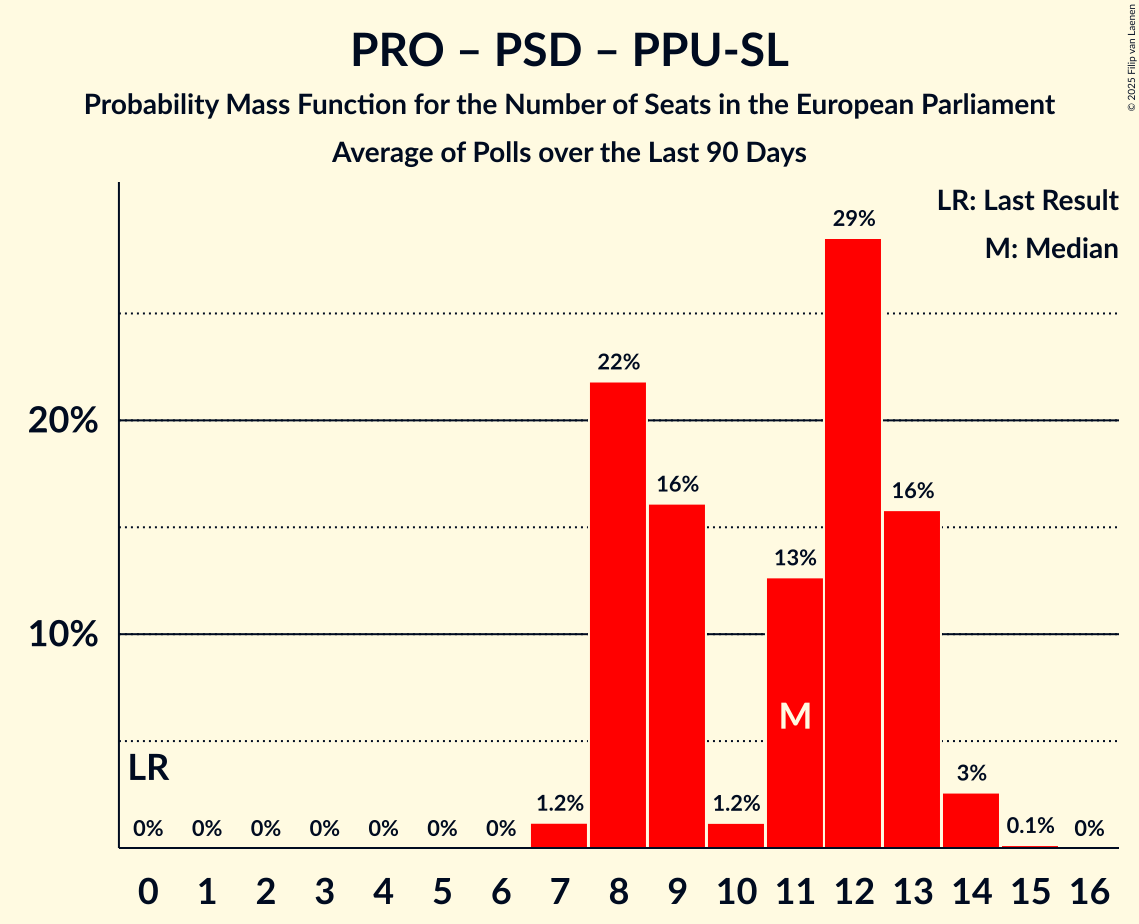 PRO – PSD – PPU-SL
Probability Mass Function for the Number of Seats in the European Parliament
Average of Polls over the Last 90 Days
© 2025 Filip van Laenen
LR: Last Result
M: Median
29%
22%
20%
16%
16%
13%
10%
M
LR
3%
1.2%
1.2%
0.1%
0%
0%
0%
0%
0%
0%
0%
0%
0 1 2 3 4 5 6 7 8 9 10 11 12 13 14 15 16